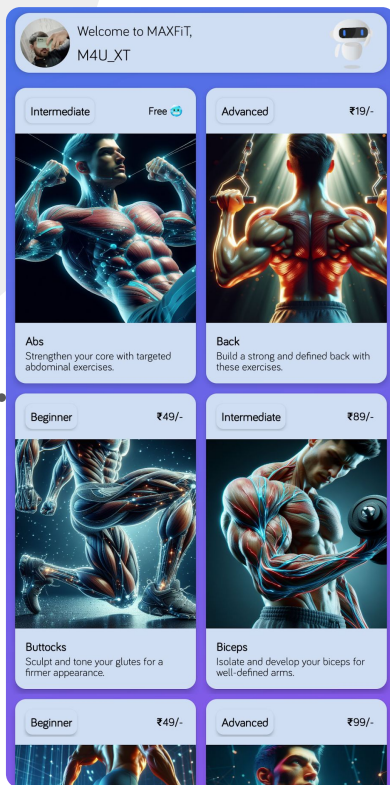 Welcome to MAXFiT,
M4U_XT
Intermediate
Free
Abs
Strengthen your core with targeted
abdominal exercises.
Advanced
₹19/-
Back
Build a strong and defined back with
these exercises.
Beginner
₹49/-
Buttocks
Sculpt and tone your glutes for a
firmer appearance.
Intermediate
₹89/-
Biceps
Isolate and develop your biceps for
well-defined arms.
Beginner
₹49/-
Advanced
₹99/-